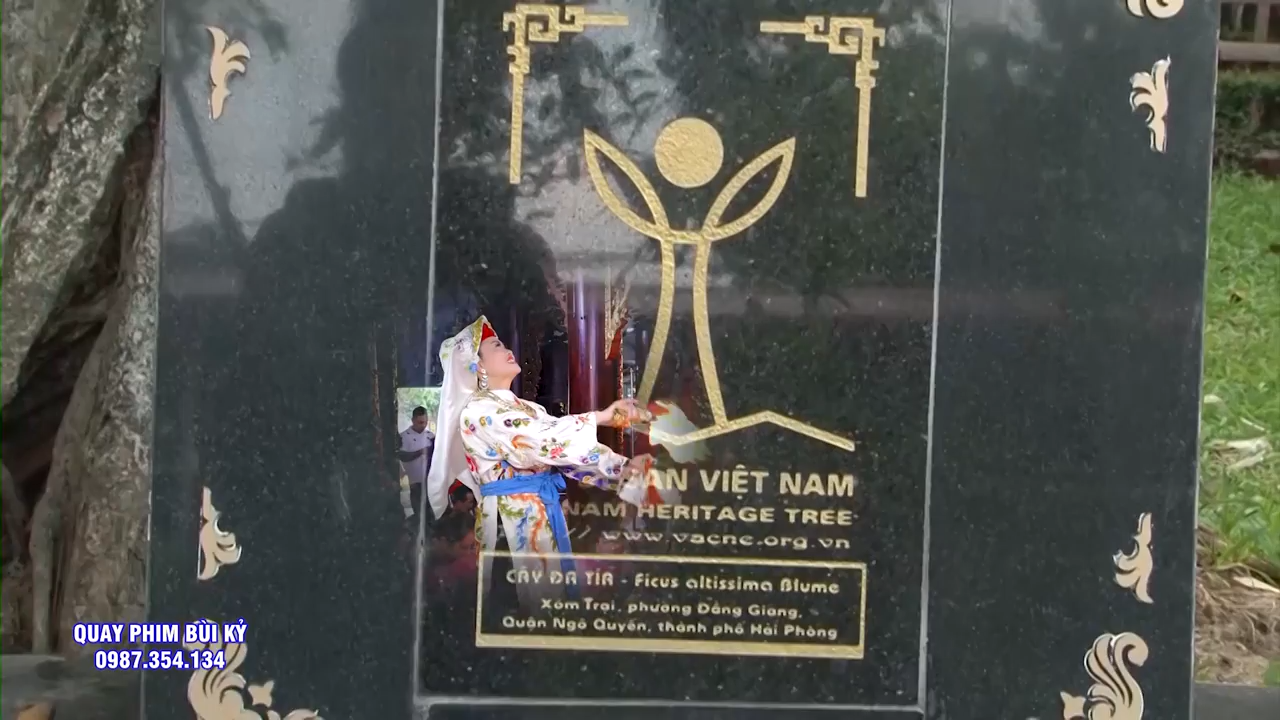 SẢN VIỆT NAM
NAM HERITAGE TREE
// www.vacne.org.vn
CÂY ĐA TÍA - Ficus altissima Blume
Xóm Trại, phường Đằng Giang,
Quận Ngô Quyền, thành phố Hải Phòng
QUAY PHIM BÙI KỶ
0987.354.134